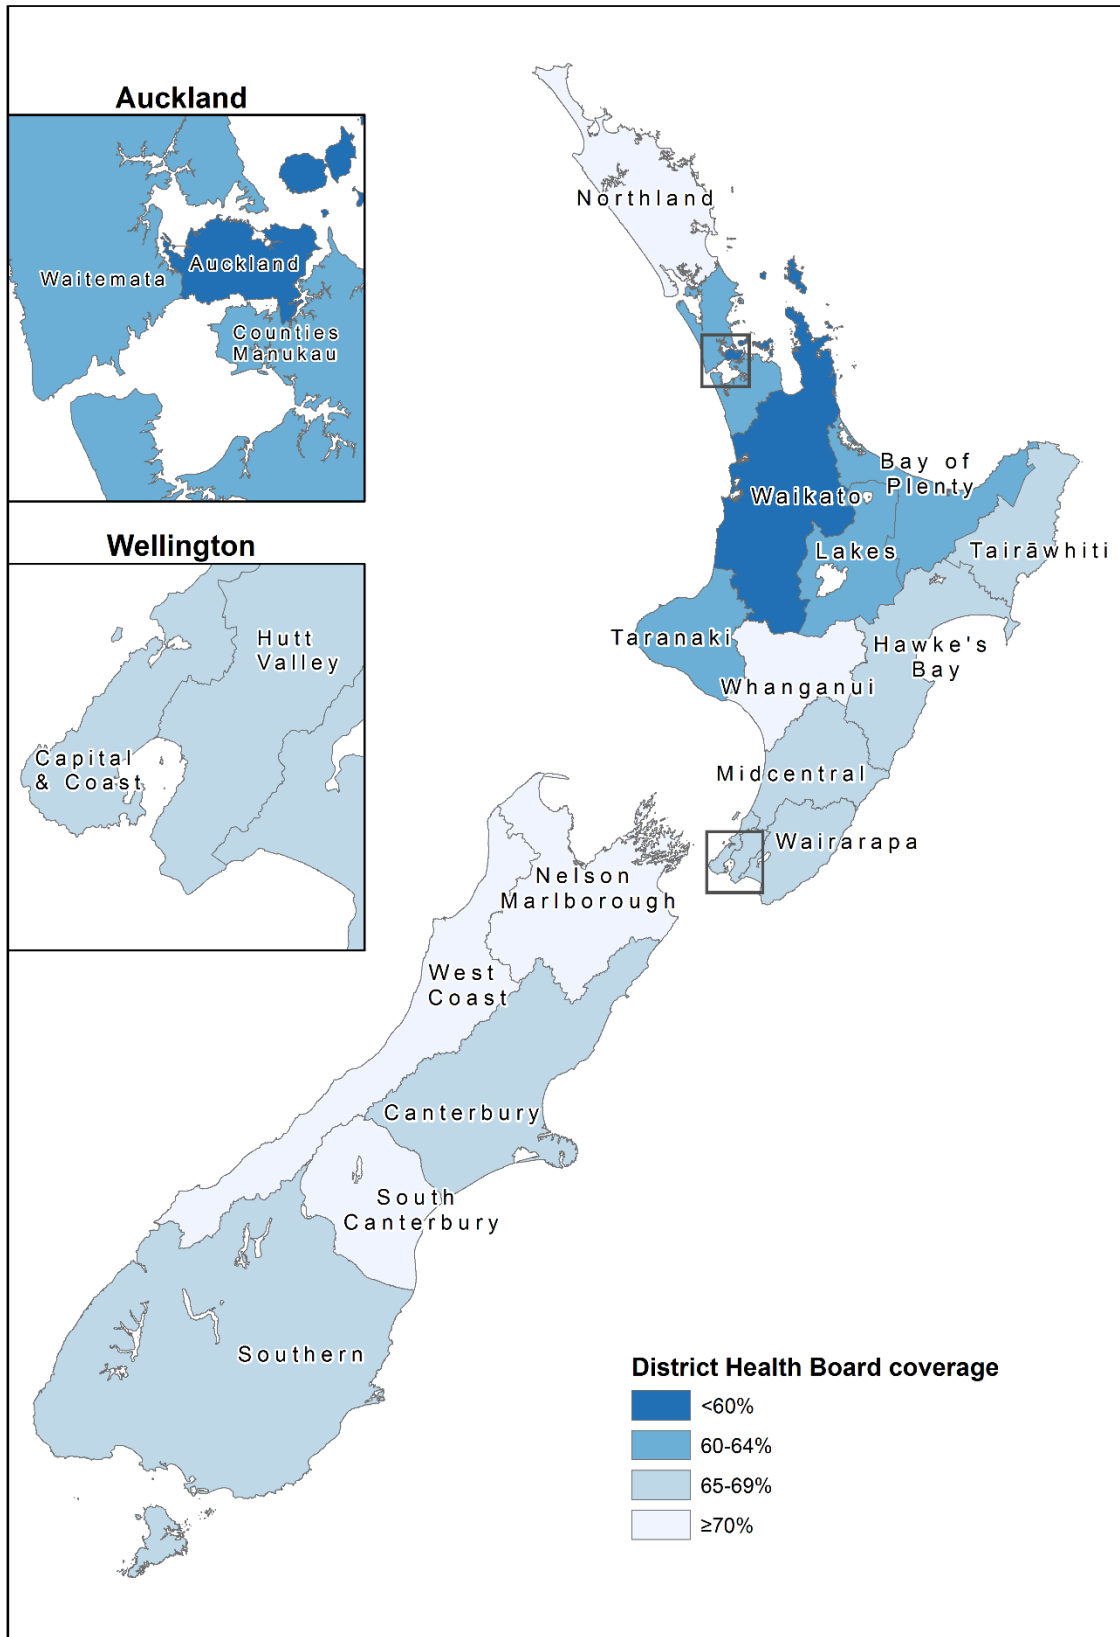 Auckland
Waitemata
Auckland
Counties
Manukau
Wellington
Hutt
Valley
Capital
& Coast
Northland
Waikato
Bay of
Plenty
Lakes
Tairāwhiti
Taranaki
Hawke's
Bay
Whanganui
Midcentral
Wairarapa
Nelson
Marlborough
West
Coast
Canterbury
South
Canterbury
Southern
District Health Board coverage
<60%
60-64%
65-69%
≥70%